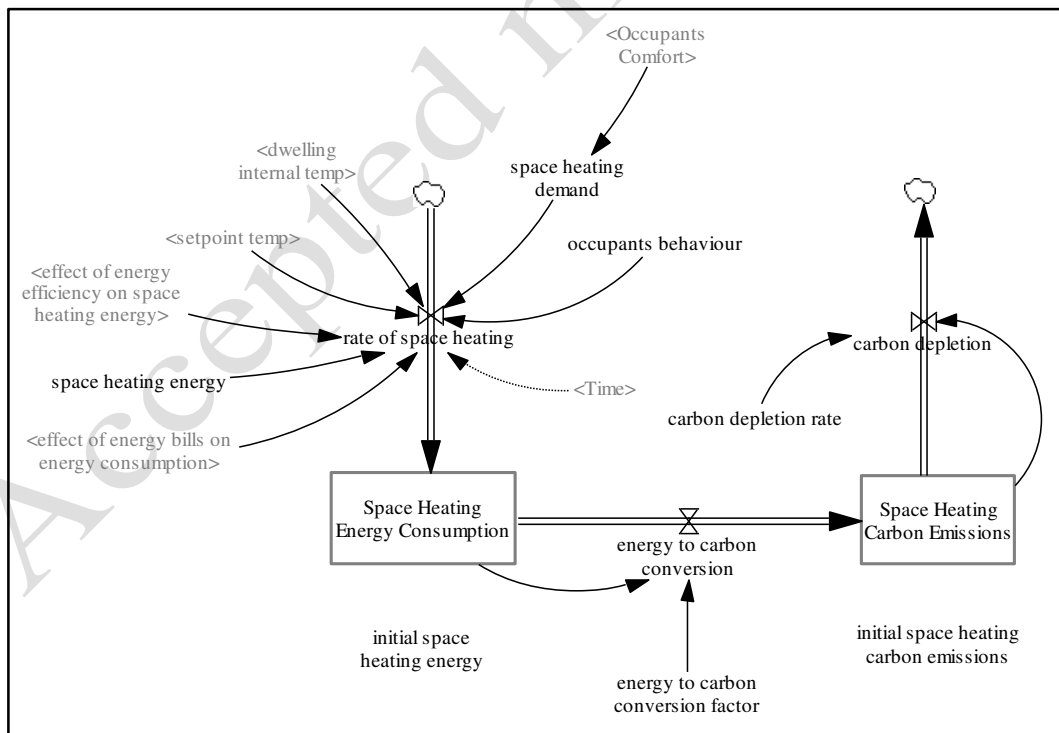 <Occupants
Comfort>
<dwelling
internal temp>
space heating
demand
<setpoint temp>
occupants behaviour
<effect of energy
efficiency on space
heating energy>
rate of space heating
carbon depletion
space heating energy
<Time>
carbon depletion rate
<effect of energy bills on
energy consumption>
Space Heating
Energy Consumption
Space Heating
Carbon Emissions
energy to carbon
conversion
initial space
heating energy
initial space heating
carbon emissions
energy to carbon
conversion factor
Accepted